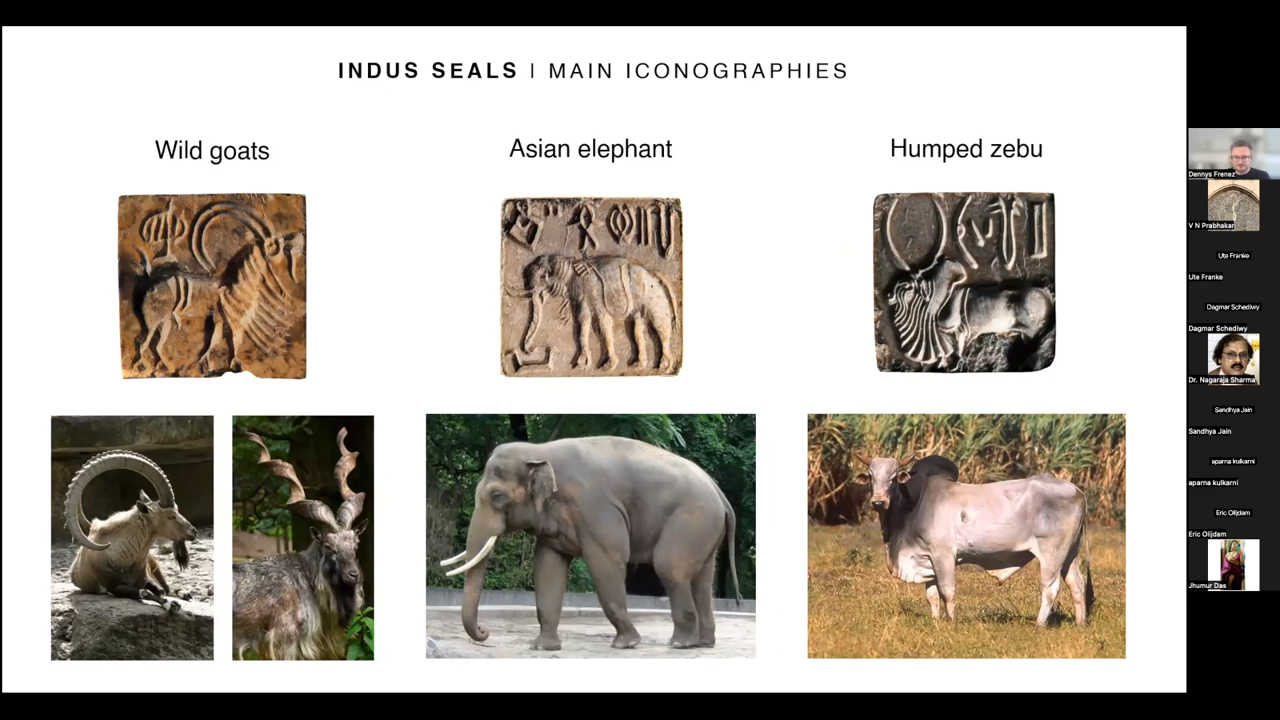 INDUS SEALS | MAIN ICONOGRAPHIES
Wild goats
Asian elephant
Humped zebu
Dennys Frenez
V N Prabhakar
Ute Franke
Ute Franke
Dagmar Schediwy
Dagmar Schediwy
Dr. Nagaraja Sharma
Sandhya Jain
Sandhya Jain
aparna kulkarni
aparna kulkarni
Eric Olijdam
Eric Olijdam
Jhumur Das